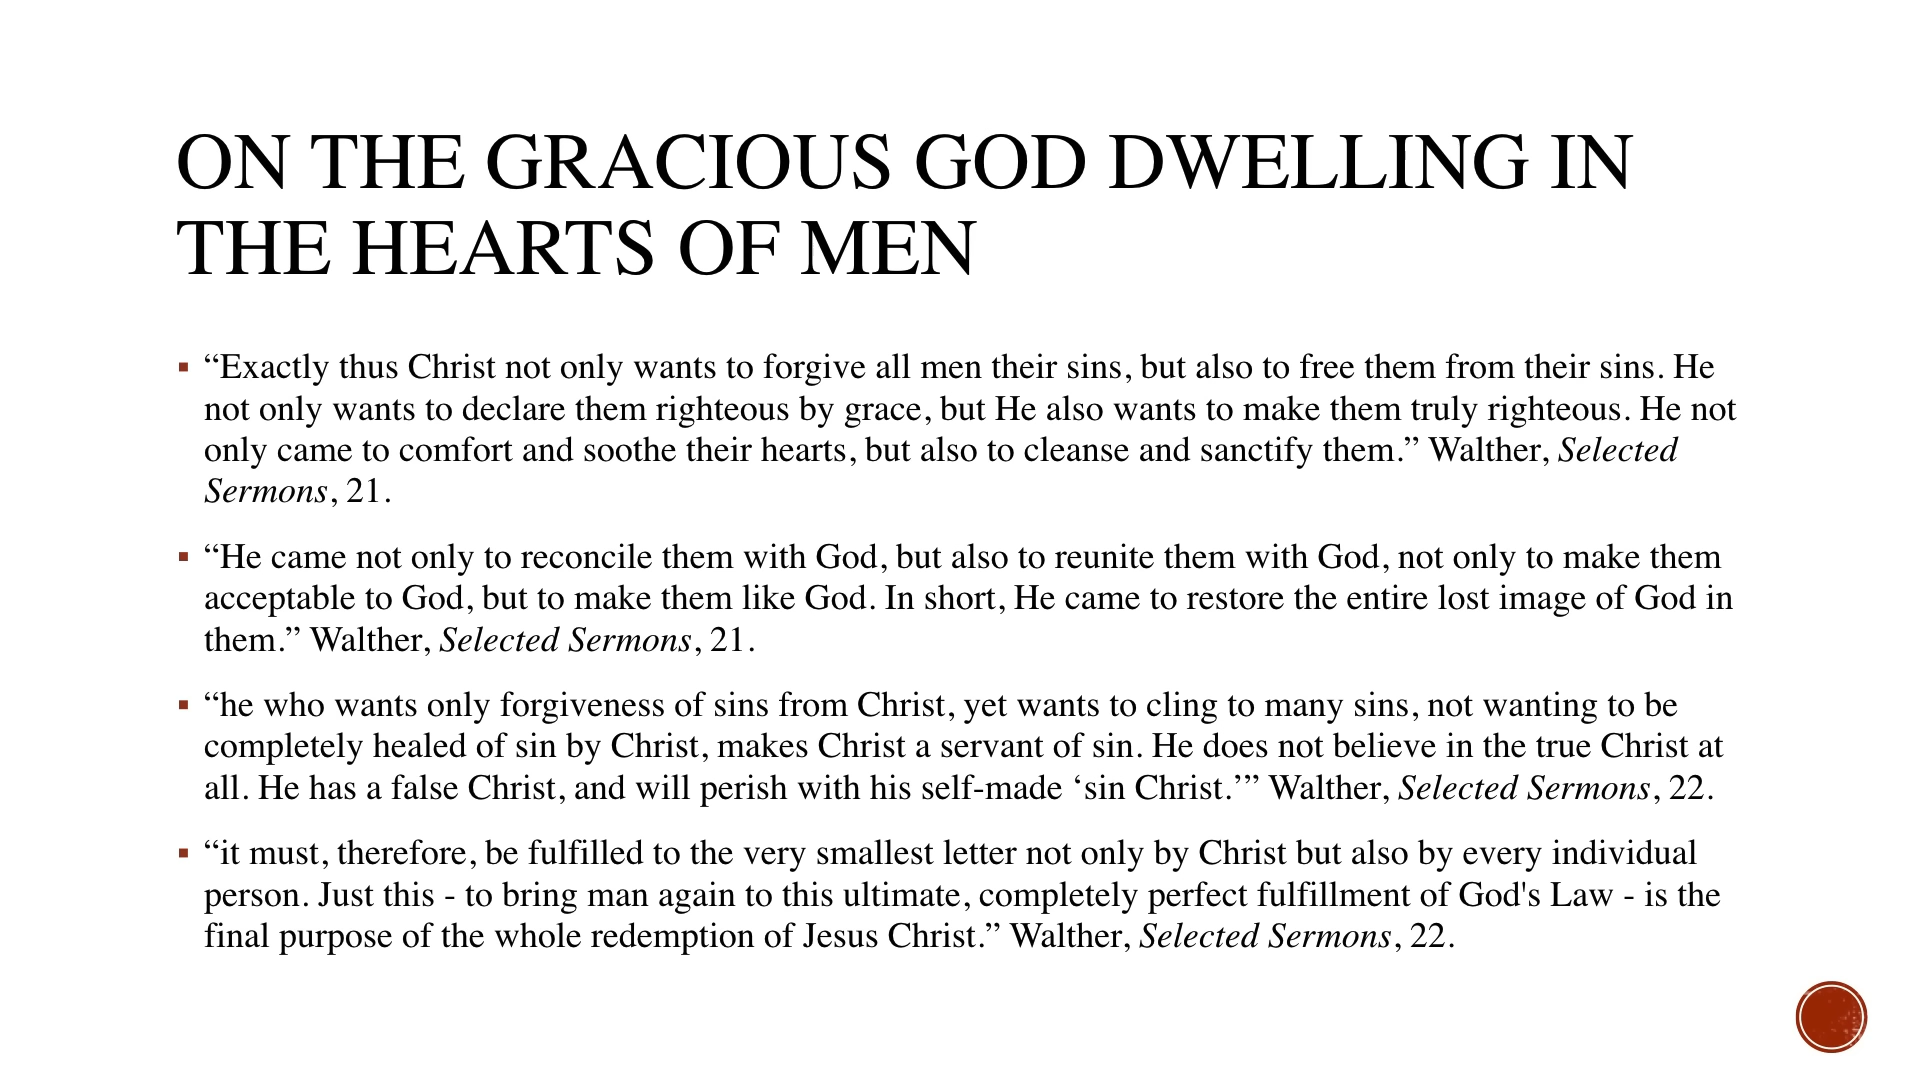 ON THE GRACIOUS GOD DWELLING IN
THE HEARTS OF MEN
▪ “Exactly thus Christ not only wants to forgive all men their sins, but also to free them from their sins. He
not only wants to declare them righteous by grace, but He also wants to make them truly righteous. He not
only came to comfort and soothe their hearts, but also to cleanse and sanctify them.” Walther, Selected
Sermons, 21.
▪ “He came not only to reconcile them with God, but also to reunite them with God, not only to make them
acceptable to God, but to make them like God. In short, He came to restore the entire lost image of God in
them.” Walther, Selected Sermons, 21.
▪ “he who wants only forgiveness of sins from Christ, yet wants to cling to many sins, not wanting to be
completely healed of sin by Christ, makes Christ a servant of sin. He does not believe in the true Christ at
all. He has a false Christ, and will perish with his self-made ‘sin Christ.’” Walther, Selected Sermons, 22.
▪ “it must, therefore, be fulfilled to the very smallest letter not only by Christ but also by every individual
person. Just this - to bring man again to this ultimate, completely perfect fulfillment of God's Law - is the
final purpose of the whole redemption of Jesus Christ.” Walther, Selected Sermons, 22.